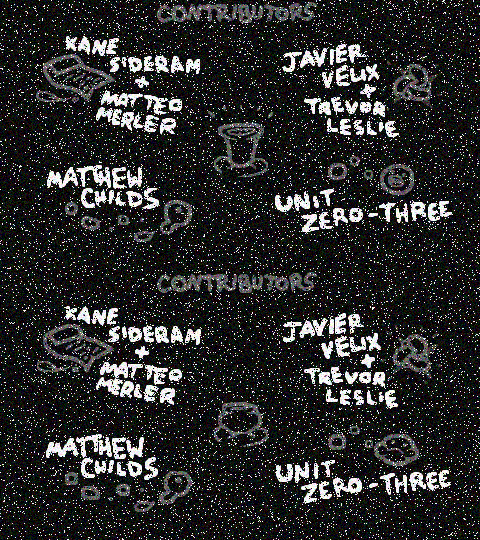 CONTRIBUTORS
KANE
SIDERAM
+
MATTEO
MERLER
JAVIER
VELIX
+
TREVOR
LESLIE
MATTHEW
CHILDS
UNIT
ZERO-THREE
CONTRIBUTORS
KANE
SIDERAM
+
MATTEO
MERLER
JAVIER
VELIX
+
TREVOR
LESLIE
MATTHEW
CHILDS
UNIT
ZERO-THREE